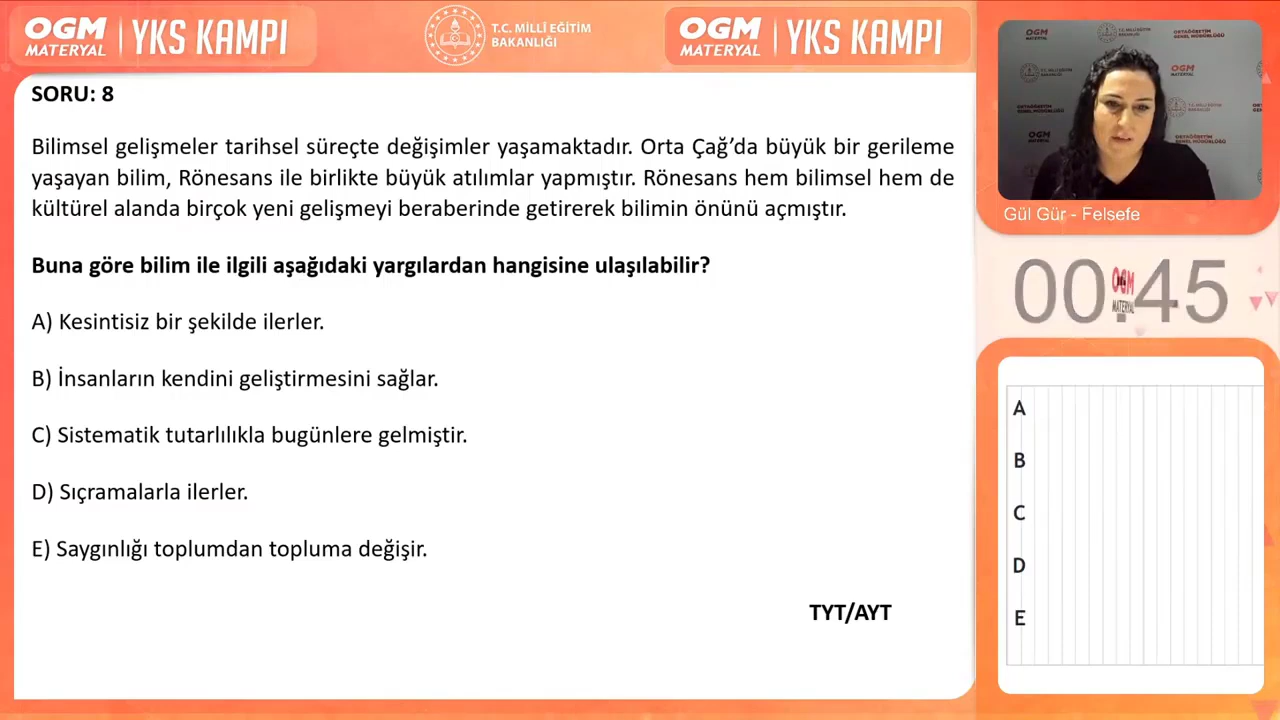 OGM MATERYAL
YKS KAMPI
T.C. MİLLÎ EĞİTİM
BAKANLIĞI
OGM MATERYAL
YKS KAMPI
SORU: 8
Bilimsel gelişmeler tarihsel süreçte değişimler yaşamaktadır. Orta Çağ’da büyük bir gerileme
yaşayan bilim, Rönesans ile birlikte büyük atılımlar yapmıştır. Rönesans hem bilimsel hem de
kültürel alanda birçok yeni gelişmeyi beraberinde getirerek bilimin önünü açmıştır.
Buna göre bilim ile ilgili aşağıdaki yargılardan hangisine ulaşılabilir?
A) Kesintisiz bir şekilde ilerler.
B) İnsanların kendini geliştirmesini sağlar.
C) Sistematik tutarlılıkla bugünlere gelmiştir.
D) Sıçramalarla ilerler.
E) Saygınlığı toplumdan topluma değişir.
TYT/AYT
Gül Gür - Felsefe
00:45
OGM
MATERYAL
A
B
C
D
E